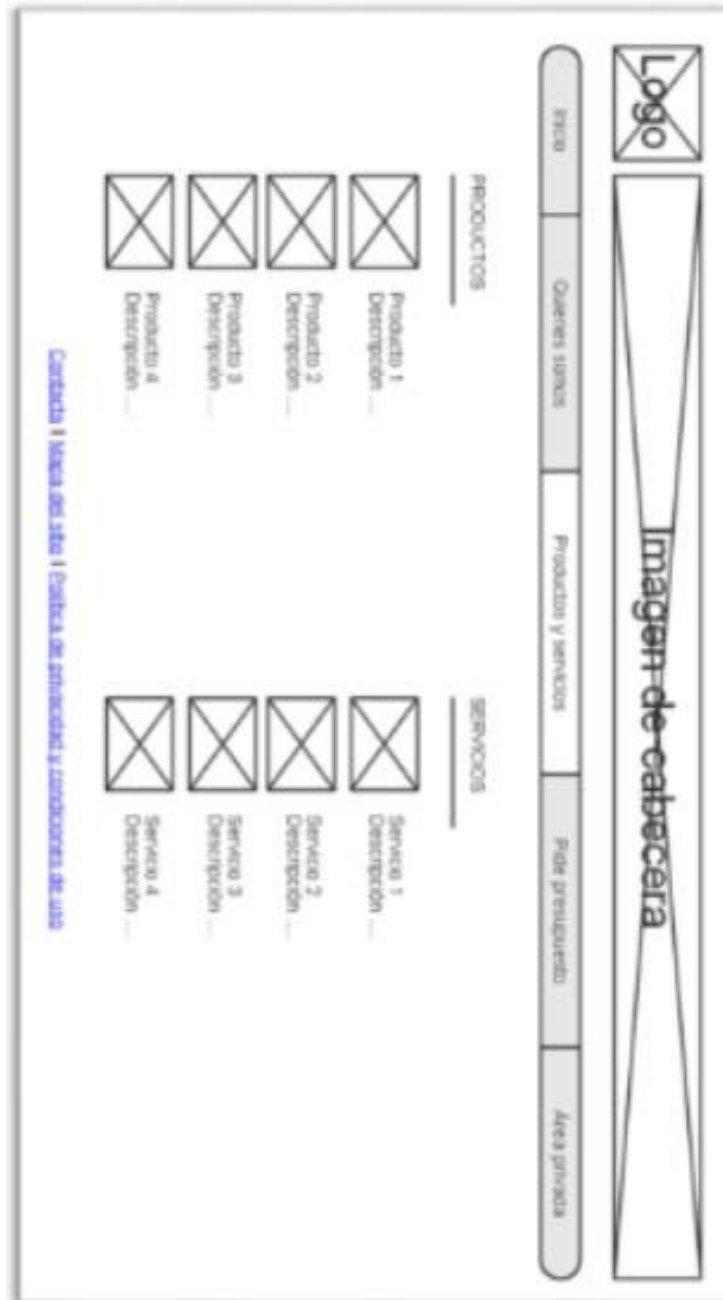 Logo
Imagen de cabecera
Inicio
Quienes somos
Productos y servicios
Pide presupuesto
Área privada
PRODUCTOS
Producto 1
Descripción ....
Producto 2
Descripción ....
Producto 3
Descripción ....
Producto 4
Descripción ....
SERVICIOS
Servicio 1
Descripción ....
Servicio 2
Descripción ....
Servicio 3
Descripción ....
Servicio 4
Descripción ....
Contacta | Mapa del sitio | Política de privacidad y condiciones de uso